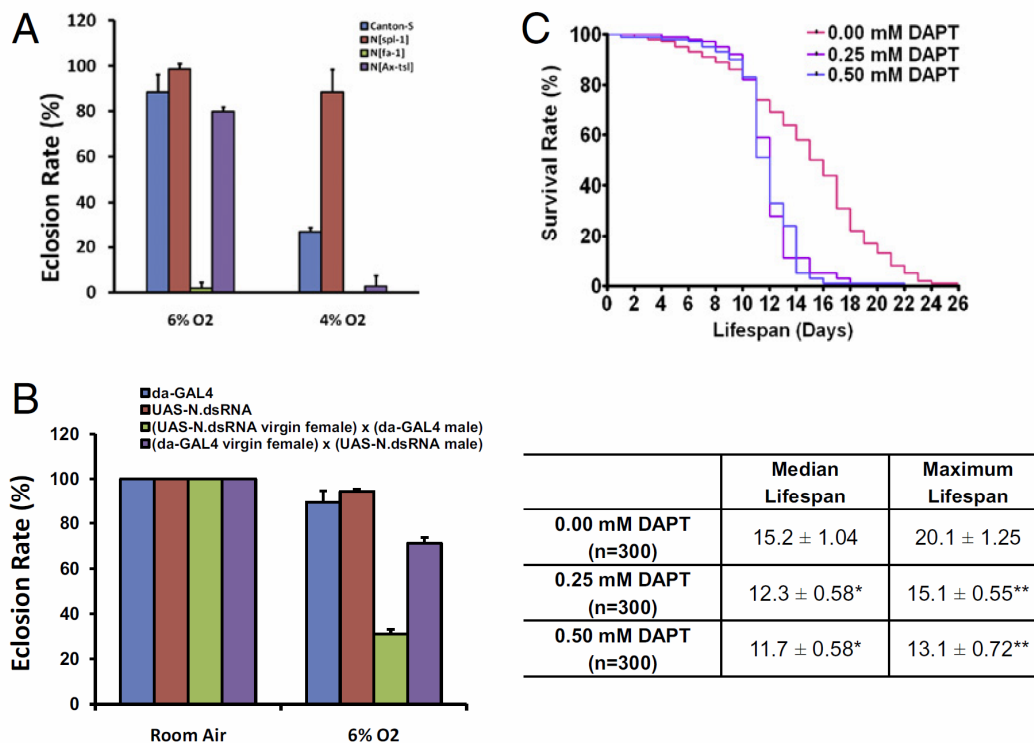 A
120
100
80
60
40
20
0
Eclosion Rate (%)
Canton-S
N[spl-1]
N[fa-1]
N[Ax-tsl]
6% O2
4% O2
C
100
80
60
40
20
0
Survival Rate (%)
0.00 mM DAPT
0.25 mM DAPT
0.50 mM DAPT
0 2 4 6 8 10 12 14 16 18 20 22 24 26
Lifespan (Days)
B
da-GAL4
UAS-N.dsRNA
(UAS-N.dsRNA virgin female) x (da-GAL4 male)
(da-GAL4 virgin female) x (UAS-N.dsRNA male)
120
100
80
60
40
20
0
Eclosion Rate (%)
Room Air
6% O2
Median Lifespan
Maximum Lifespan
0.00 mM DAPT
(n=300)
15.2 ± 1.04
20.1 ± 1.25
0.25 mM DAPT
(n=300)
12.3 ± 0.58*
15.1 ± 0.55**
0.50 mM DAPT
(n=300)
11.7 ± 0.58*
13.1 ± 0.72**